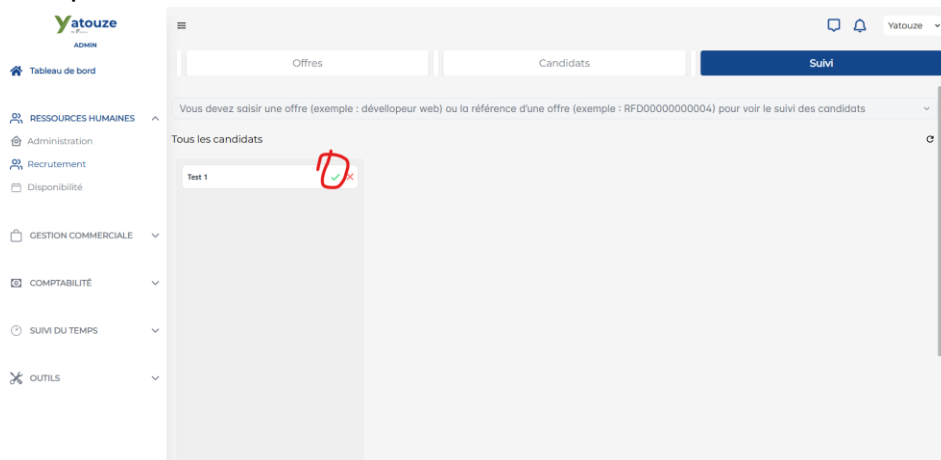 Yatouze
ADMIN
Yatouze
Tableau de bord
Offres
Candidats
Suivi
Vous devez saisir une offre (exemple : dévellopeur web) ou la référence d'une offre (exemple : RFD00000000004) pour voir le suivi des candidats
RESSOURCES HUMAINES
Administration
Tous les candidats
Recrutement
Test 1
Disponibilité
GESTION COMMERCIALE
COMPTABILITÉ
SUIVI DU TEMPS
OUTILS